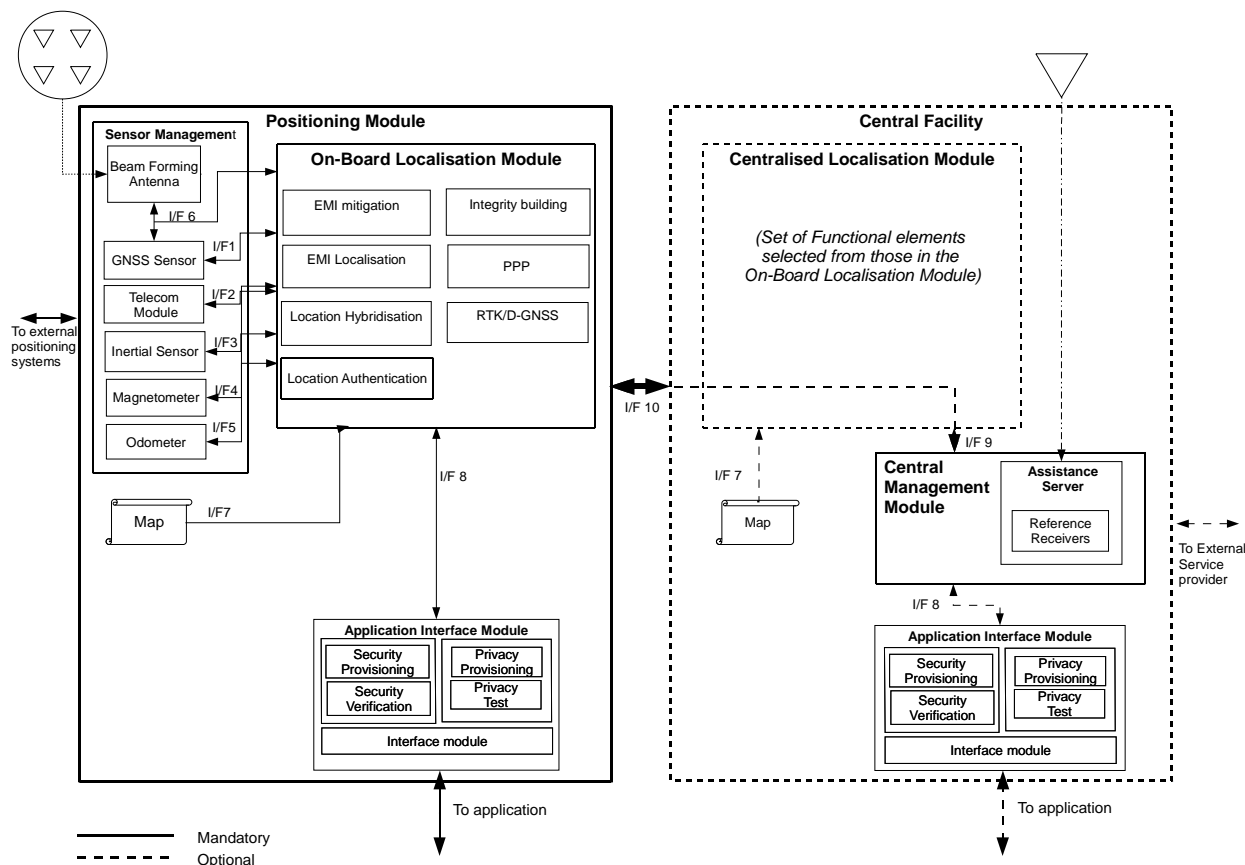 Positioning Module
Sensor Management
Beam Forming
Antenna
I/F 6
GNSS Sensor
I/F1
Telecom
Module
I/F2
Inertial Sensor
I/F3
Magnetometer
I/F4
Odometer
I/F5
To external
positioning
systems
On-Board Localisation Module
EMI mitigation
Integrity building
EMI Localisation
PPP
Location Hybridisation
RTK/D-GNSS
Location Authentication
Map
I/F7
I/F 8
Application Interface Module
Security
Provisioning
Security
Verification
Privacy
Provisioning
Privacy
Test
Interface module
To application
I/F 10
Central Facility
Centralised Localisation Module
(Set of Functional elements
selected from those in the
On-Board Localisation Module)
I/F 7
Map
I/F 9
Central
Management
Module
Assistance
Server
Reference
Receivers
To External
Service
provider
I/F 8
Application Interface Module
Security
Provisioning
Security
Verification
Privacy
Provisioning
Privacy
Test
Interface module
To application
Mandatory
Optional